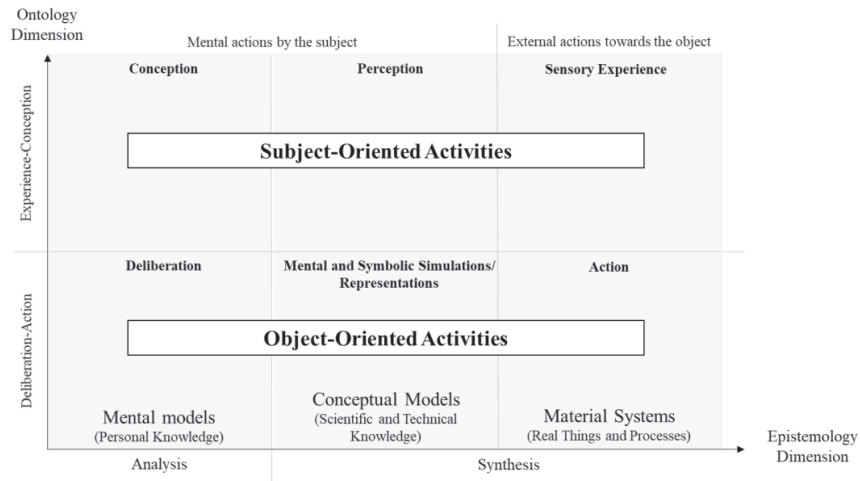 Ontology
Dimension
Mental actions by the subject
External actions towards the object
Conception
Perception
Sensory Experience
Experience-Conception
Subject-Oriented Activities
Deliberation
Mental and Symbolic Simulations/
Representations
Action
Deliberation-Action
Object-Oriented Activities
Mental models
(Personal Knowledge)
Conceptual Models
(Scientific and Technical
Knowledge)
Material Systems
(Real Things and Processes)
Epistemology
Dimension
Analysis
Synthesis